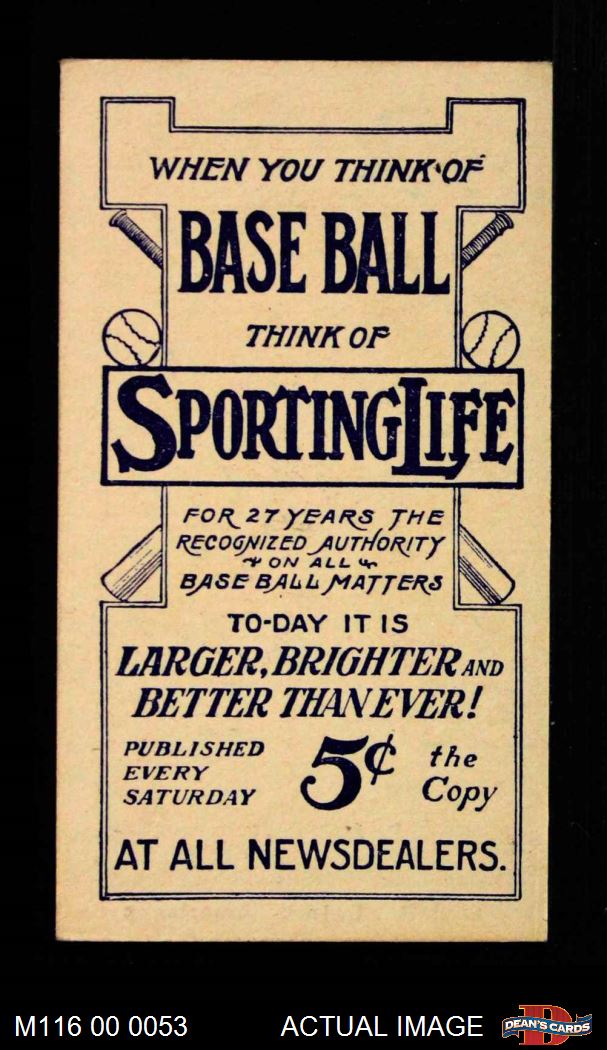 WHEN YOU THINK OF
BASE BALL
THINK OF
SPORTING LIFE
FOR 27 YEARS THE
RECOGNIZED AUTHORITY
ON ALL
BASE BALL MATTERS
TO-DAY IT IS
LARGER, BRIGHTER AND
BETTER THAN EVER!
PUBLISHED
EVERY
SATURDAY
5¢
the
Copy
AT ALL NEWSDEALERS.
M116 00 0053
ACTUAL IMAGE
D
DEAN'S CARDS